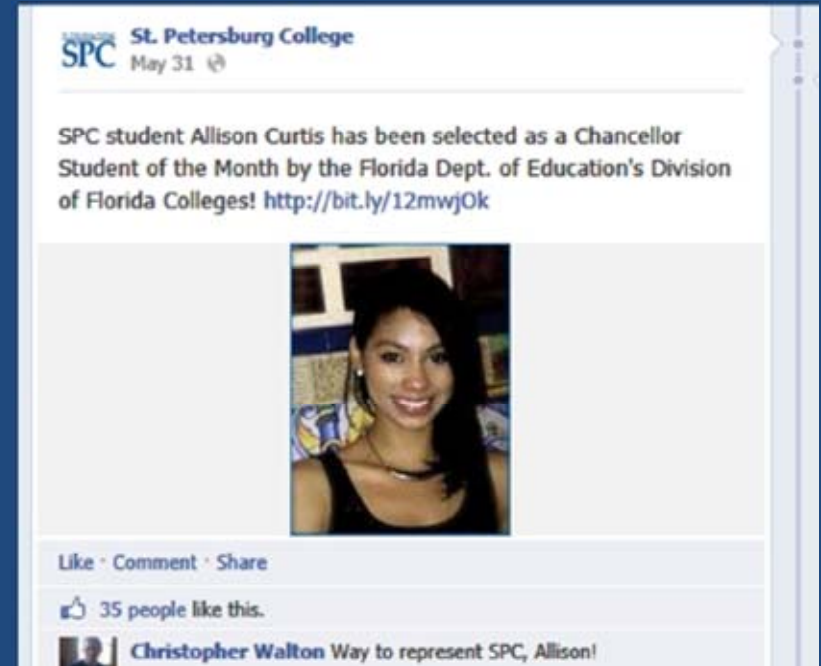 SPC St. Petersburg College
May 31
SPC student Allison Curtis has been selected as a Chancellor
Student of the Month by the Florida Dept. of Education's Division
of Florida Colleges! http://bit.ly/12mwjOk
Like · Comment · Share
35 people like this.
Christopher Walton Way to represent SPC, Allison!